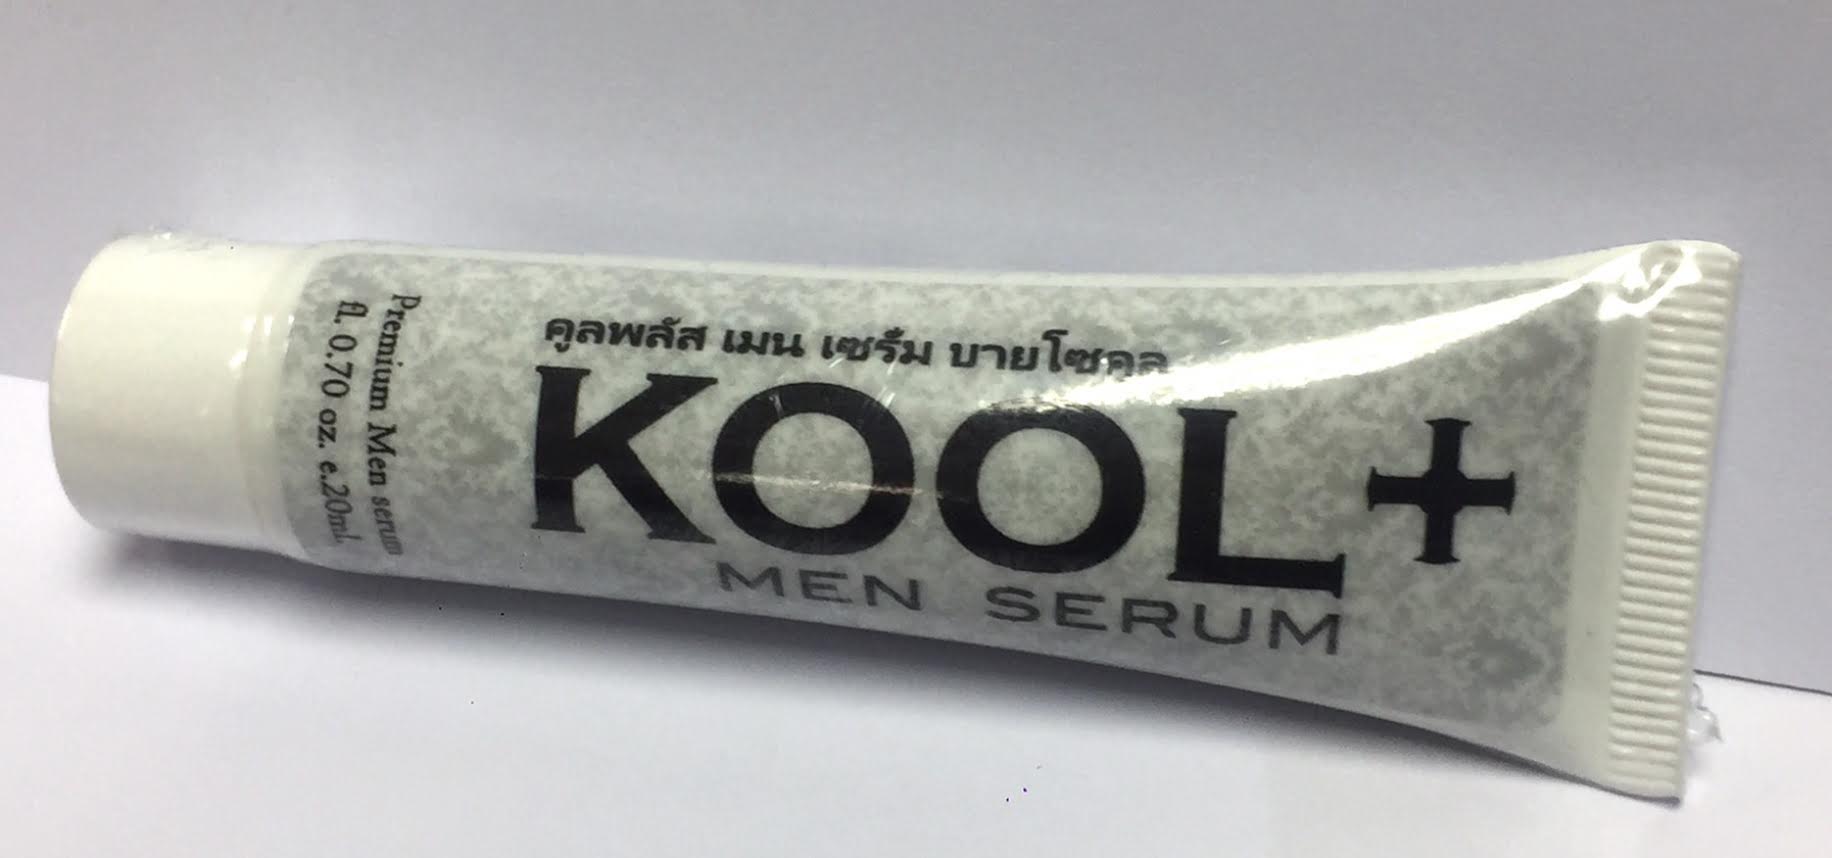 คูลพลัส เมน เซรั่ม บายโซคูล
KOOL+
MEN SERUM
Premium Men serum
fl. 0.70 oz. e.20ml.